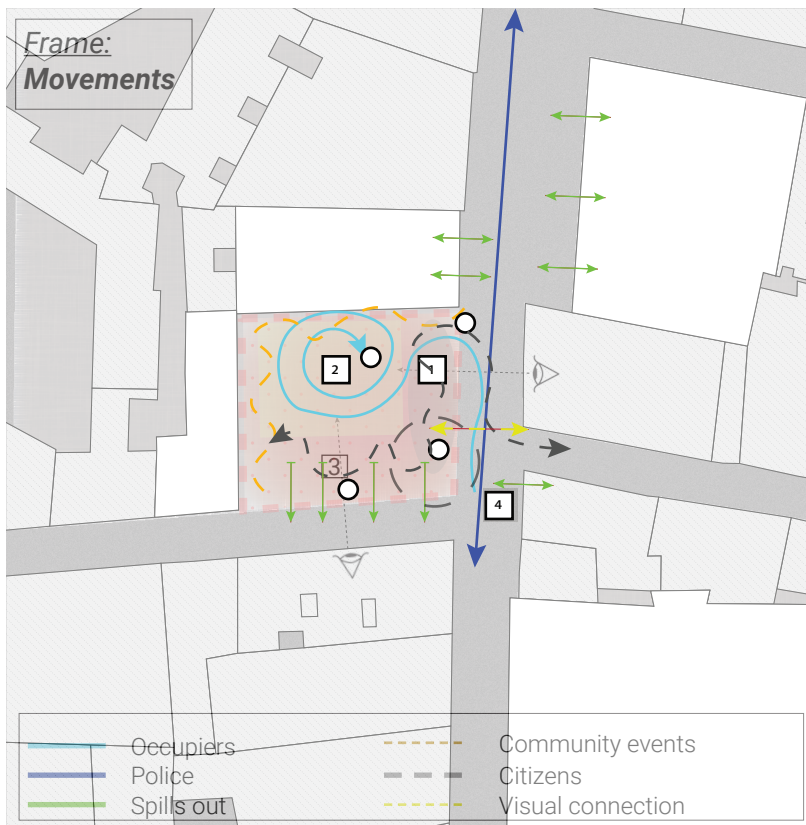 Frame:
Movements
2
1
3
4
Occupiers
Police
Spills out
Community events
Citizens
Visual connection